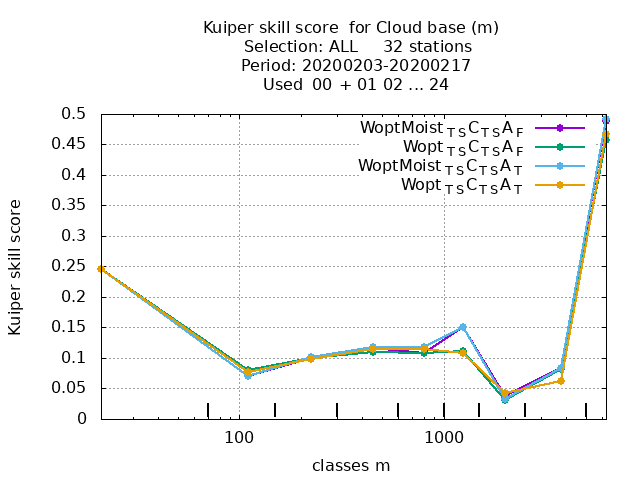 Kuiper skill score  for Cloud base (m)
Selection: ALL     32 stations
Period: 20200203-20200217
Used  00 + 01 02 ... 24
WoptMoist TS C TS A F
Wopt TS C TS A F
WoptMoist TS C TS A T
Wopt TS C TS A T
0.5
0.45
0.4
0.35
0.3
0.25
0.2
0.15
0.1
0.05
0
Kuiper skill score
100 1000
classes m